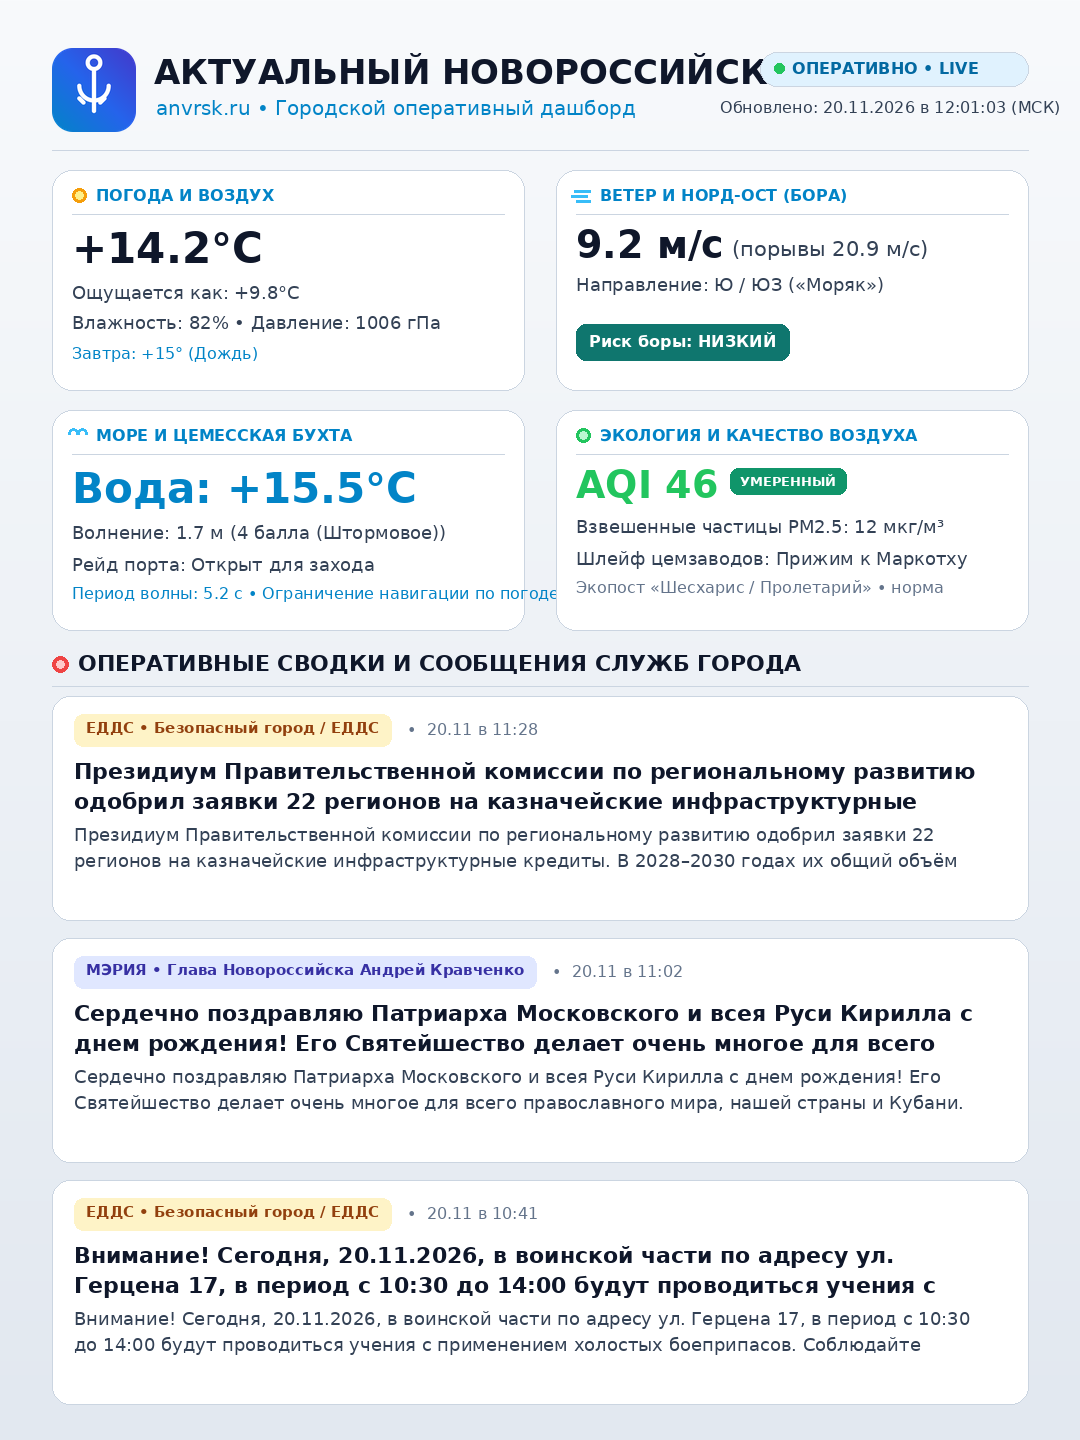 АКТУАЛЬНЫЙ НОВОРОССИЙСК
ОПЕРАТИВНО • LIVE
anvrsk.ru • Городской оперативный дашборд
Обновлено: 20.11.2026 в 12:01:03 (МСК)
ПОГОДА И ВОЗДУХ
+14.2°C
Ощущается как: +9.8°C
Влажность: 82% • Давление: 1006 гПа
Завтра: +15° (Дождь)
ВЕТЕР И НОРД-ОСТ (БОРА)
9.2 м/с (порывы 20.9 м/с)
Направление: Ю / ЮЗ («Моряк»)
Риск боры: НИЗКИЙ
МОРЕ И ЦЕМЕССКАЯ БУХТА
Вода: +15.5°C
Волнение: 1.7 м (4 балла (Штормовое))
Рейд порта: Открыт для захода
Период волны: 5.2 с • Ограничение навигации по погоде
ЭКОЛОГИЯ И КАЧЕСТВО ВОЗДУХА
AQI 46 УМЕРЕННЫЙ
Взвешенные частицы PM2.5: 12 мкг/м³
Шлейф цемзаводов: Прижим к Маркотху
Экопост «Шесхарис / Пролетарий» • норма
ОПЕРАТИВНЫЕ СВОДКИ И СООБЩЕНИЯ СЛУЖБ ГОРОДА
ЕДДС • Безопасный город / ЕДДС • 20.11 в 11:28
Президиум Правительственной комиссии по региональному развитию
одобрил заявки 22 регионов на казначейские инфраструктурные
Президиум Правительственной комиссии по региональному развитию одобрил заявки 22
регионов на казначейские инфраструктурные кредиты. В 2028–2030 годах их общий объём
МЭРИЯ • Глава Новороссийска Андрей Кравченко • 20.11 в 11:02
Сердечно поздравляю Патриарха Московского и всея Руси Кирилла с
днем рождения! Его Святейшество делает очень многое для всего
Сердечно поздравляю Патриарха Московского и всея Руси Кирилла с днем рождения! Его
Святейшество делает очень многое для всего православного мира, нашей страны и Кубани.
ЕДДС • Безопасный город / ЕДДС • 20.11 в 10:41
Внимание! Сегодня, 20.11.2026, в воинской части по адресу ул.
Герцена 17, в период с 10:30 до 14:00 будут проводиться учения с
Внимание! Сегодня, 20.11.2026, в воинской части по адресу ул. Герцена 17, в период с 10:30
до 14:00 будут проводиться учения с применением холостых боеприпасов. Соблюдайте